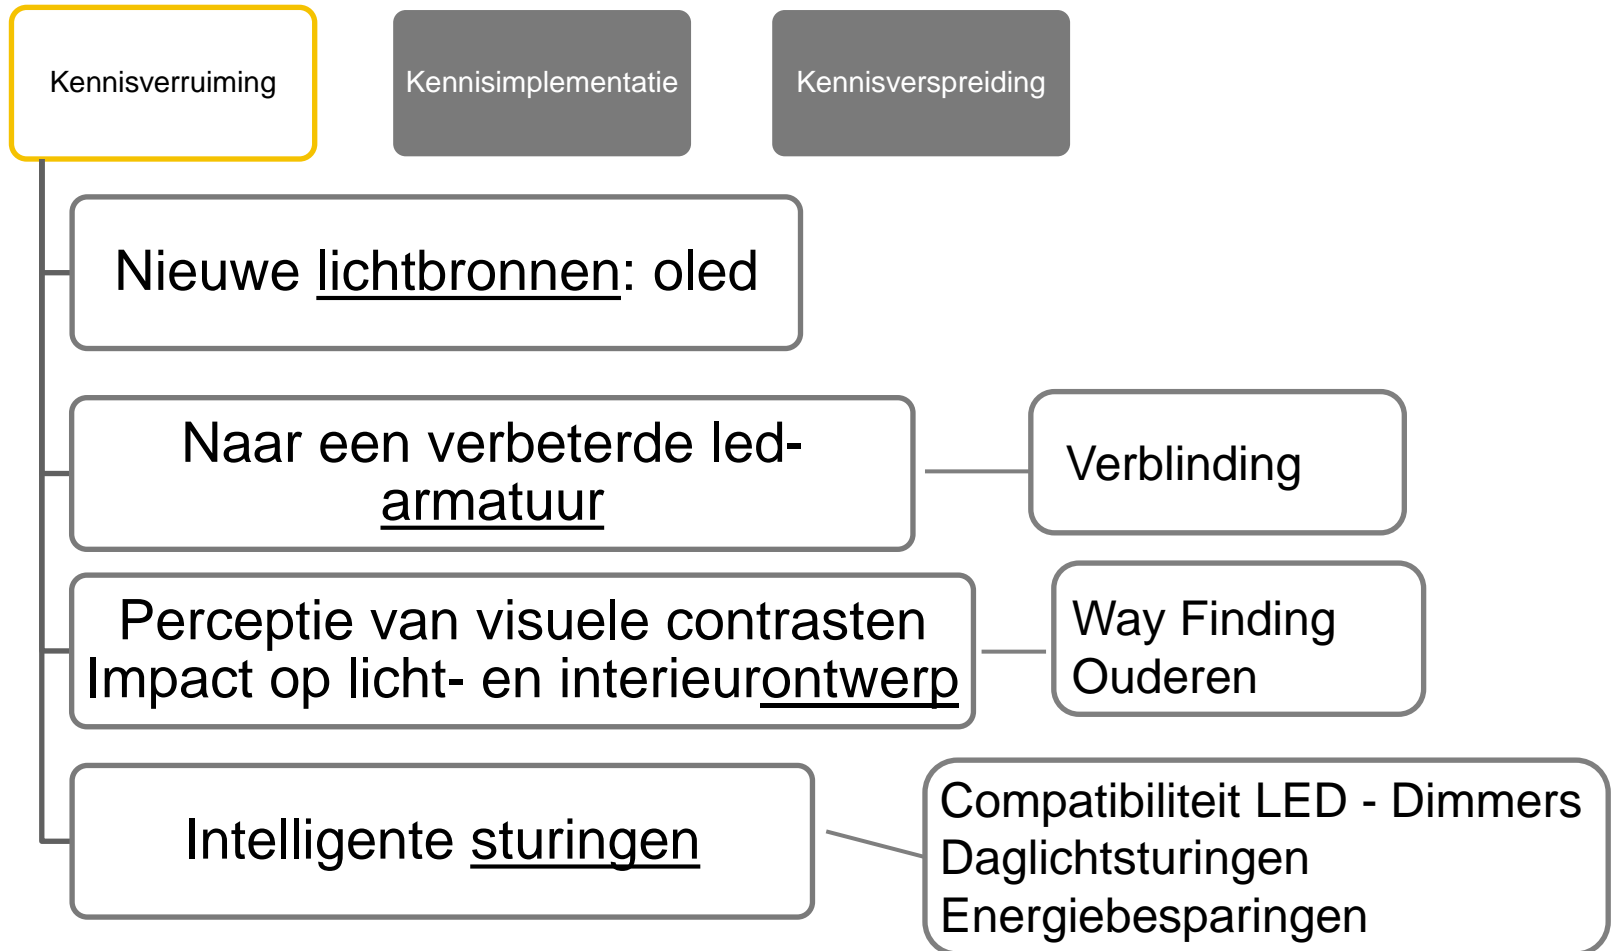 Kennisverruiming
Kennisimplementatie
Kennisverspreiding
Nieuwe lichtbronnen: oled
Naar een verbeterde led-
armatuur
Verblinding
Perceptie van visuele contrasten
Impact op licht- en interieurontwerp
Way Finding
Ouderen
Intelligente sturingen
Compatibiliteit LED - Dimmers
Daglichtsturingen
Energiebesparingen